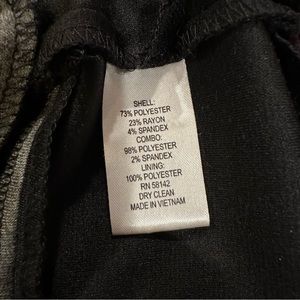 SHELL:
73% POLYESTER
23% RAYON
4% SPANDEX
COMBO:
98% POLYESTER
2% SPANDEX
LINING:
100% POLYESTER
RN 58142
DRY CLEAN
MADE IN VIETNAM